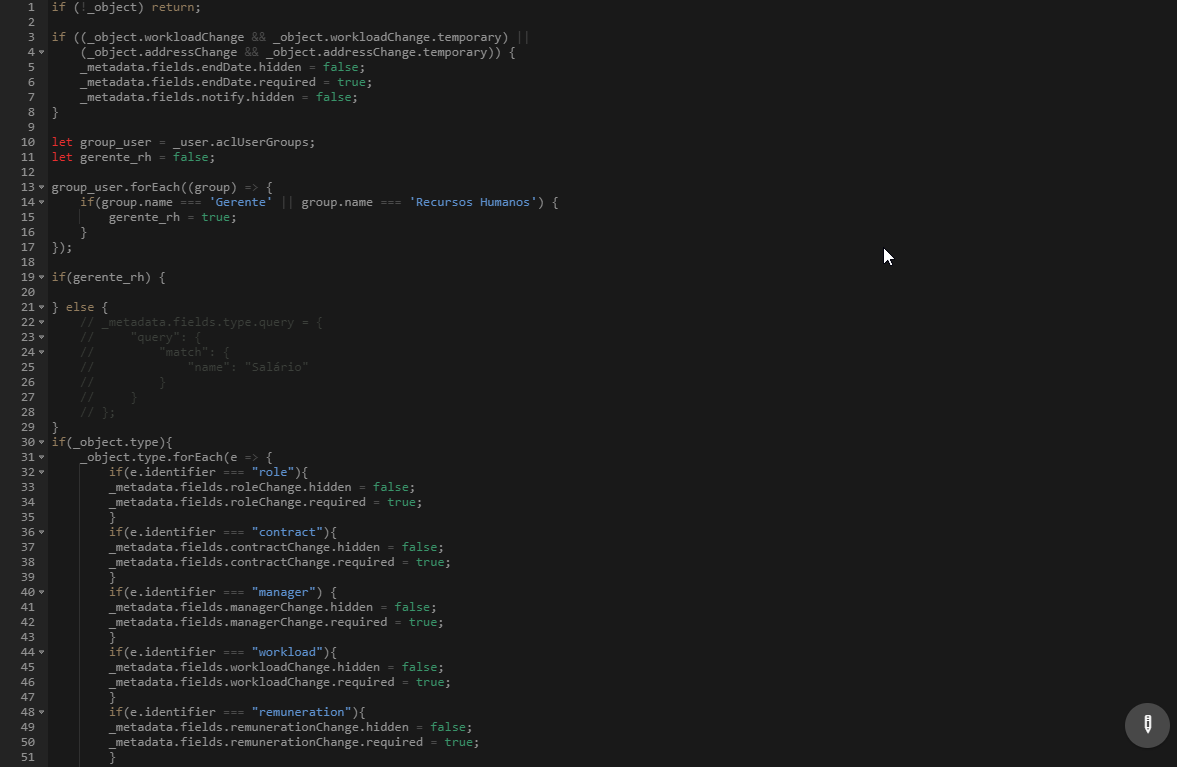 1 if (!_object) return;
2
3 if ((_object.workloadChange && _object.workloadChange.temporary) ||
4     (_object.addressChange && _object.addressChange.temporary)) {
5     _metadata.fields.endDate.hidden = false;
6     _metadata.fields.endDate.required = true;
7     _metadata.fields.notify.hidden = false;
8 }
9
10 let group_user = _user.aclUserGroups;
11 let gerente_rh = false;
12
13 group_user.forEach((group) => {
14     if(group.name === 'Gerente' || group.name === 'Recursos Humanos') {
15         gerente_rh = true;
16     }
17 });
18
19 if(gerente_rh) {
20
21 } else {
22     // _metadata.fields.type.query = {
23     //     "query": {
24     //         "match": {
25     //             "name": "Salário"
26     //         }
27     //     }
28     // };
29 }
30 if(_object.type){
31     _object.type.forEach(e => {
32         if(e.identifier === "role"){
33         _metadata.fields.roleChange.hidden = false;
34         _metadata.fields.roleChange.required = true;
35         }
36         if(e.identifier === "contract"){
37         _metadata.fields.contractChange.hidden = false;
38         _metadata.fields.contractChange.required = true;
39         }
40         if(e.identifier === "manager") {
41         _metadata.fields.managerChange.hidden = false;
42         _metadata.fields.managerChange.required = true;
43         }
44         if(e.identifier === "workload"){
45         _metadata.fields.workloadChange.hidden = false;
46         _metadata.fields.workloadChange.required = true;
47         }
48         if(e.identifier === "remuneration"){
49         _metadata.fields.remunerationChange.hidden = false;
50         _metadata.fields.remunerationChange.required = true;
51         }